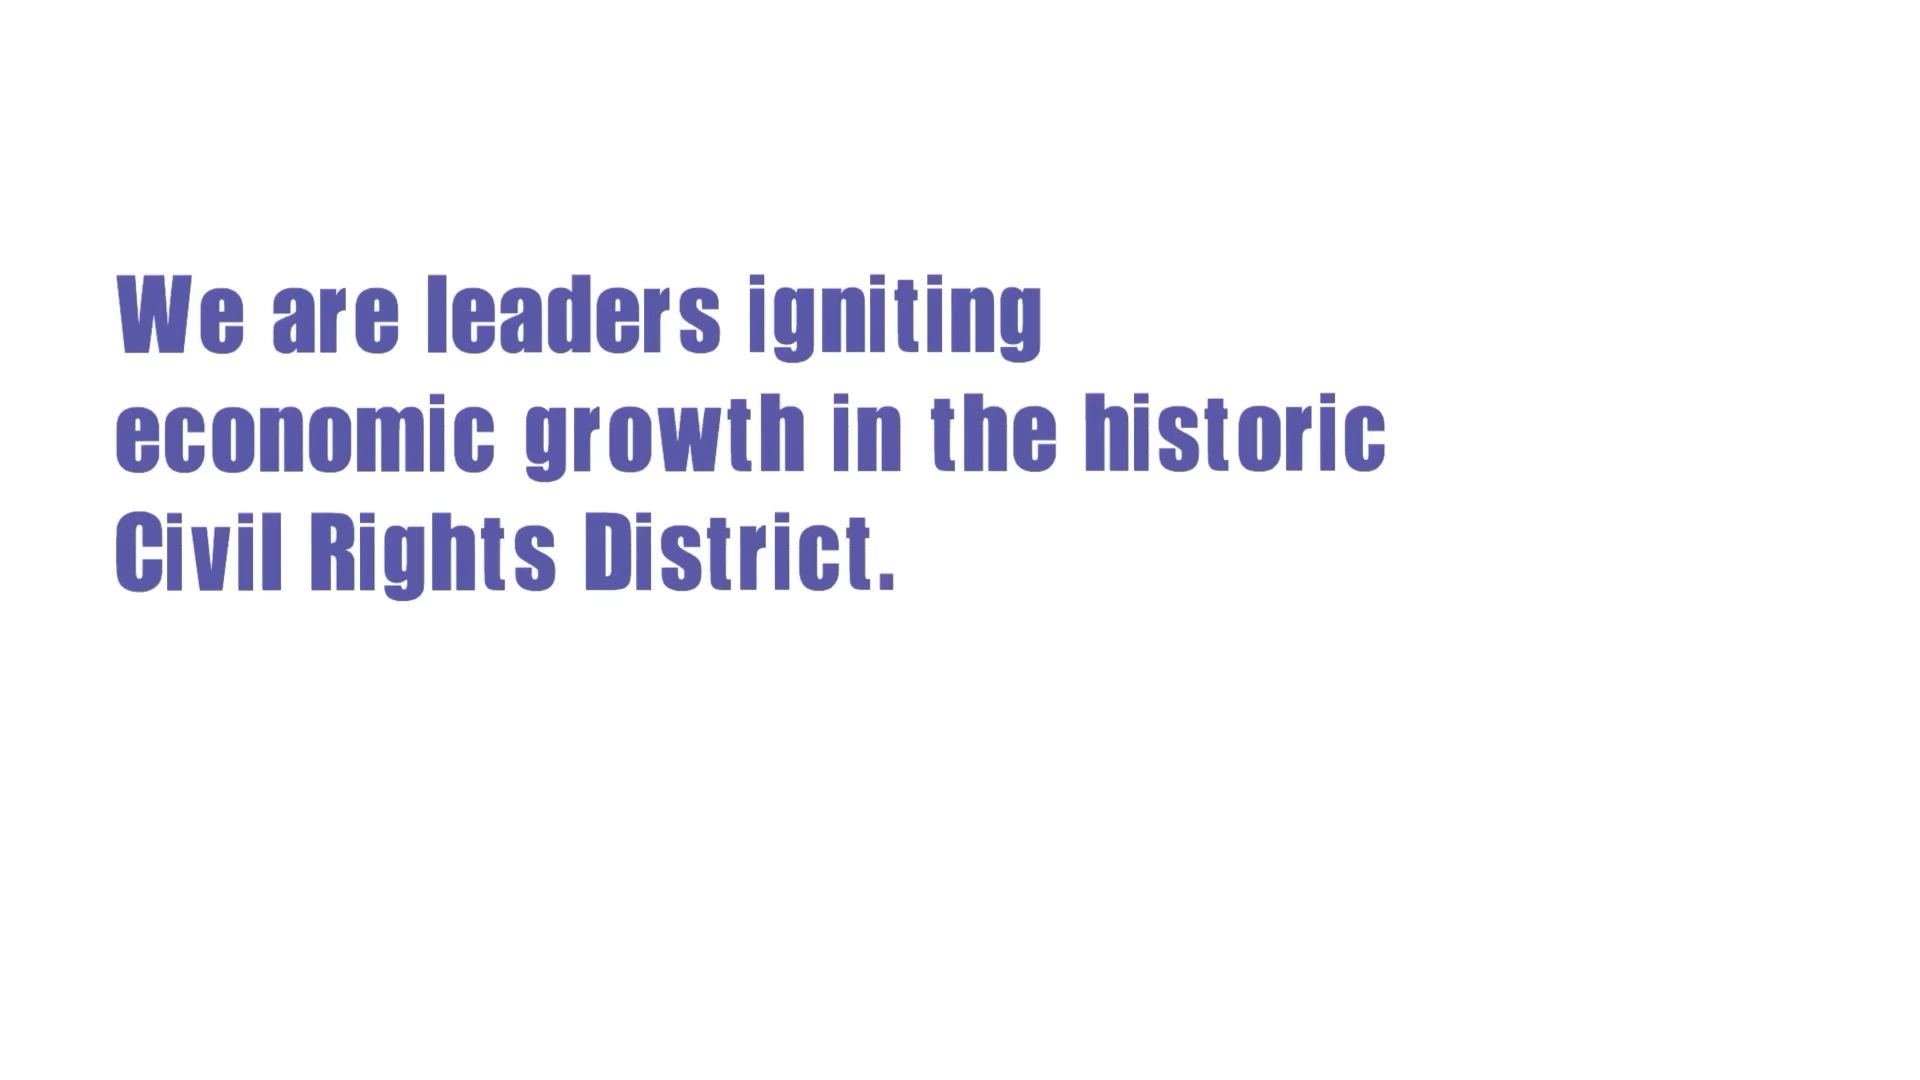 We are leaders igniting
economic growth in the historic
Civil Rights District.